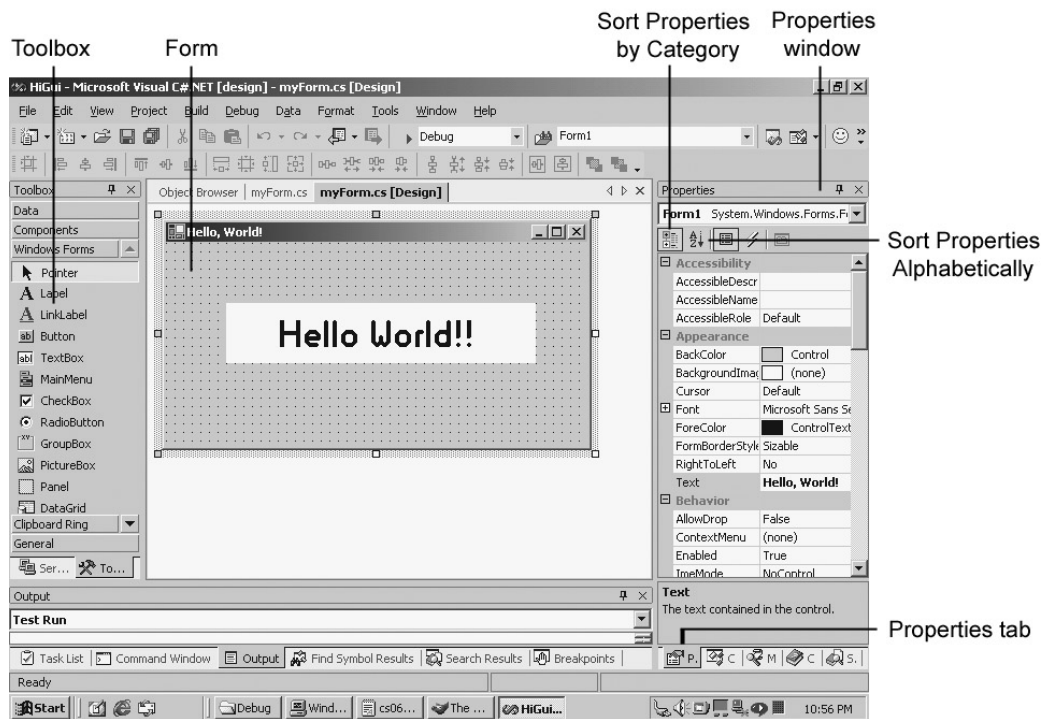 Toolbox
Form
Sort Properties
by Category
Properties
window
HiGui - Microsoft Visual C#.NET [design] - myForm.cs [Design]
File Edit View Project Build Debug Data Format Tools Window Help
Debug Form1
Toolbox
Data
Components
Windows Forms
Pointer
Label
LinkLabel
Button
TextBox
MainMenu
CheckBox
RadioButton
GroupBox
PictureBox
Panel
DataGrid
Clipboard Ring
General
Ser... To...
Object Browser myForm.cs myForm.cs [Design]
Hello, World!
Hello World!!
Properties
Form1 System.Windows.Forms.F
Sort Properties
Alphabetically
Accessibility
AccessibleDescr
AccessibleName
AccessibleRole Default
Appearance
BackColor Control
BackgroundImag (none)
Cursor Default
Font Microsoft Sans Se
ForeColor ControlText
FormBorderStyle Sizable
RightToLeft No
Text Hello, World!
Behavior
AllowDrop False
ContextMenu (none)
Enabled True
ImeMode NoControl
Text
The text contained in the control.
Properties tab
Output
Test Run
Task List Command Window Output Find Symbol Results Search Results Breakpoints
P. C M C S.
Ready
Start Debug Wind... cs06... The ... HiGui... 10:56 PM